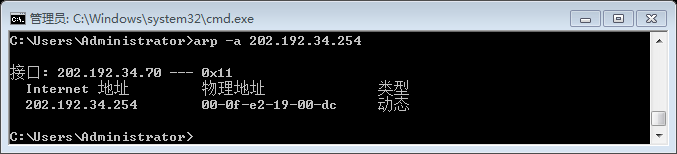 管理员: C:\Windows\system32\cmd.exe
C:\Users\Administrator>arp -a 202.192.34.254
接口: 202.192.34.70 --- 0x11
Internet 地址 物理地址 类型
202.192.34.254 00-0f-e2-19-00-dc 动态
C:\Users\Administrator>